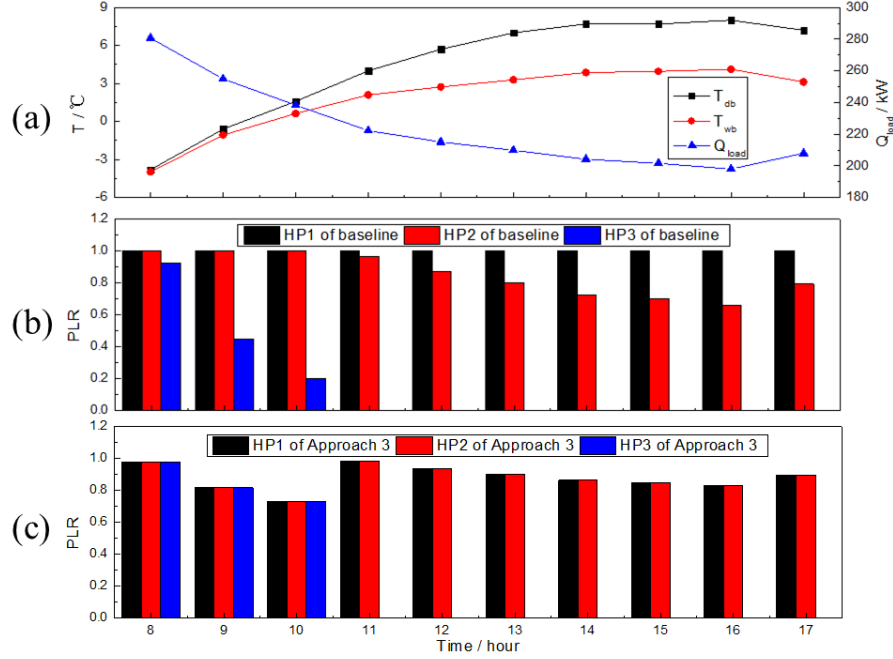 (a)
T / ℃
9
6
3
0
-3
-6
300
280
260
240
220
200
180
Q_load / kW
T_db
T_wb
Q_load
(b)
PLR
1.2
1.0
0.8
0.6
0.4
0.2
0.0
HP1 of baseline HP2 of baseline HP3 of baseline
(c)
PLR
1.2
1.0
0.8
0.6
0.4
0.2
0.0
HP1 of Approach 3 HP2 of Approach 3 HP3 of Approach 3
8 9 10 11 12 13 14 15 16 17
Time / hour